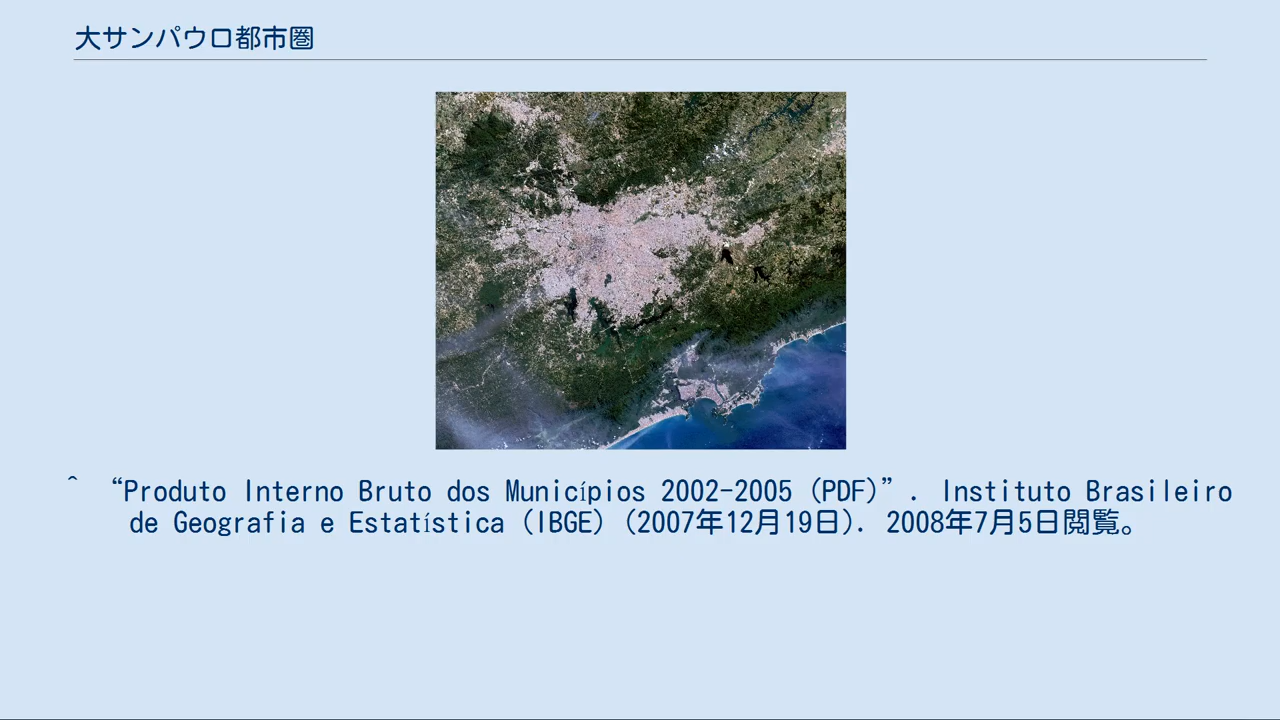 大サンパウロ都市圏
^ “Produto Interno Bruto dos Municípios 2002-2005 (PDF)”. Instituto Brasileiro
de Geografia e Estatística (IBGE) (2007年12月19日). 2008年7月5日閲覧。